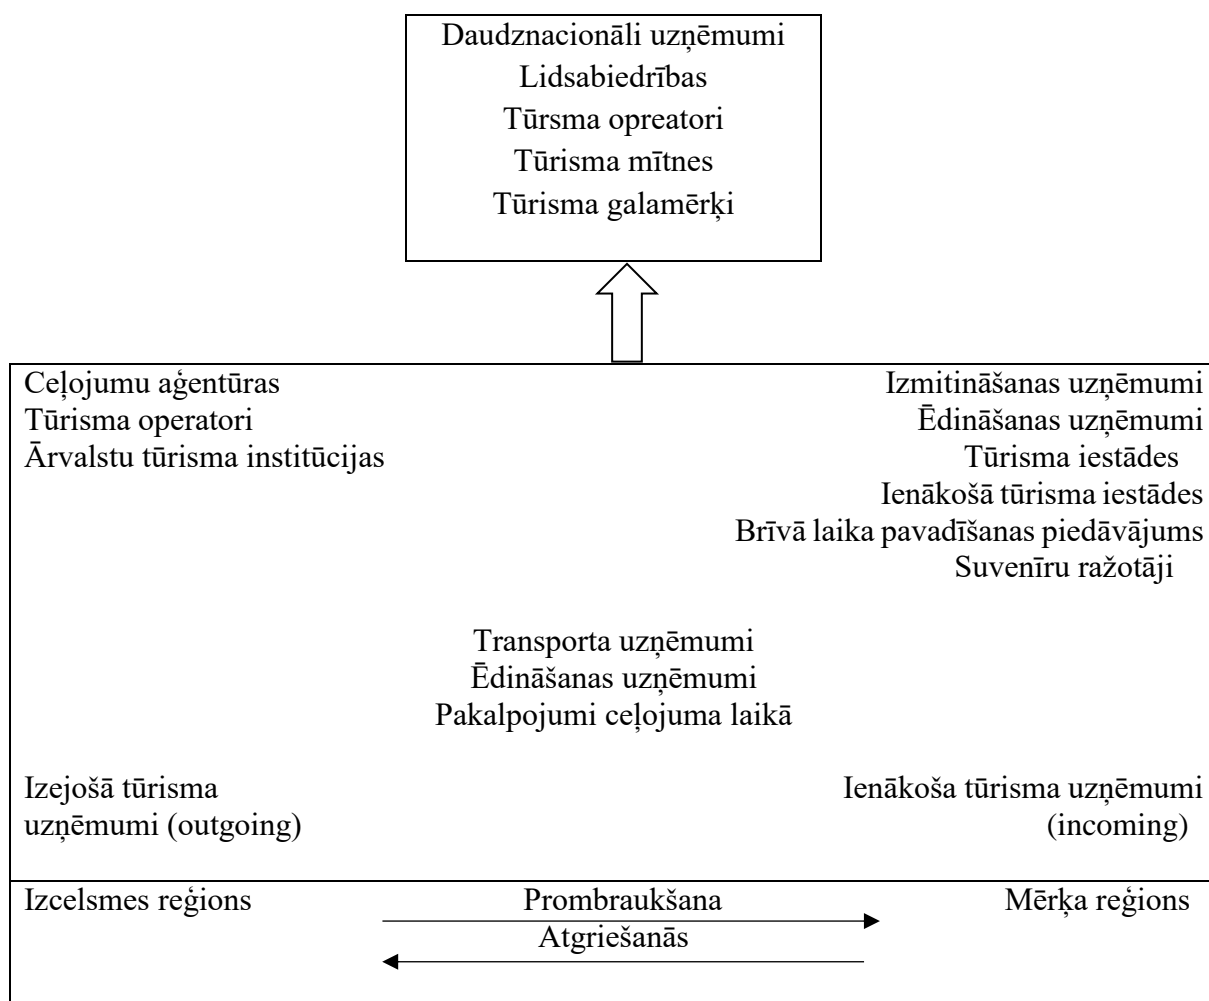 Daudznacionāli uzņēmumi
Lidsabiedrības
Tūrsma opreatori
Tūrisma mītnes
Tūrisma galamērķi
Ceļojumu aģentūras
Tūrisma operatori
Ārvalstu tūrisma institūcijas
Izmitināšanas uzņēmumi
Ēdināšanas uzņēmumi
Tūrisma iestādes
Ienākošā tūrisma iestādes
Brīvā laika pavadīšanas piedāvājums
Suvenīru ražotāji
Transporta uzņēmumi
Ēdināšanas uzņēmumi
Pakalpojumi ceļojuma laikā
Izejošā tūrisma
uzņēmumi (outgoing)
Ienākoša tūrisma uzņēmumi
(incoming)
Izcelsmes reģions
Prombraukšana
Atgriešanās
Mērķa reģions